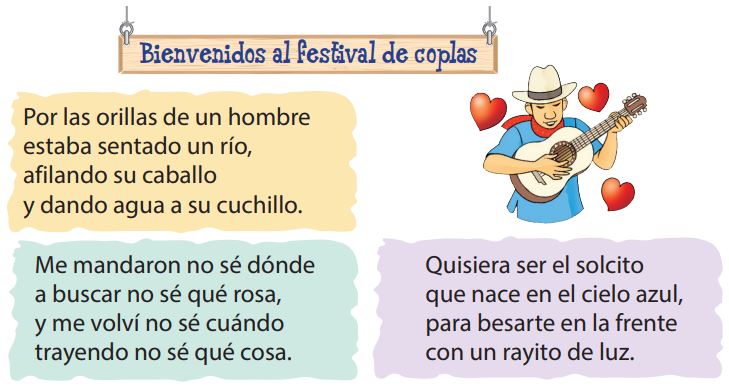 Bienvenidos al festival de coplas
Por las orillas de un hombre
estaba sentado un río,
afilando su caballo
y dando agua a su cuchillo.
Me mandaron no sé dónde
a buscar no sé qué rosa,
y me volví no sé cuándo
trayendo no sé qué cosa.
Quisiera ser el solcito
que nace en el cielo azul,
para besarte en la frente
con un rayito de luz.